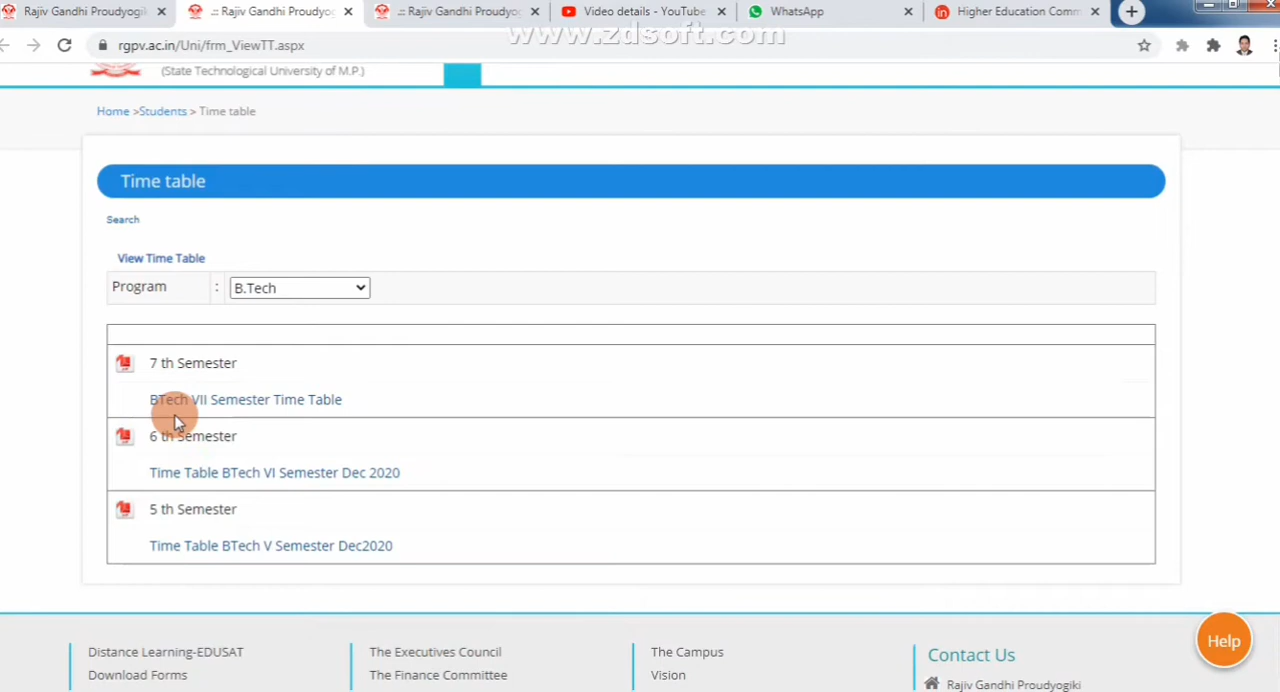 Rajiv Gandhi Proudyogik
.:: Rajiv Gandhi Proudyo
.:: Rajiv Gandhi Proudyo
Video details - YouTube
WhatsApp
Higher Education Comm
www.zdsoft.com
rgpv.ac.in/Uni/frm_ViewTT.aspx
(State Technological University of M.P.)
Home >Students > Time table
Time table
Search
View Time Table
Program : B.Tech
7 th Semester
BTech VII Semester Time Table
6 th Semester
Time Table BTech VI Semester Dec 2020
5 th Semester
Time Table BTech V Semester Dec2020
Help
Distance Learning-EDUSAT
Download Forms
The Executives Council
The Finance Committee
The Campus
Vision
Contact Us
Rajiv Gandhi Proudyogiki